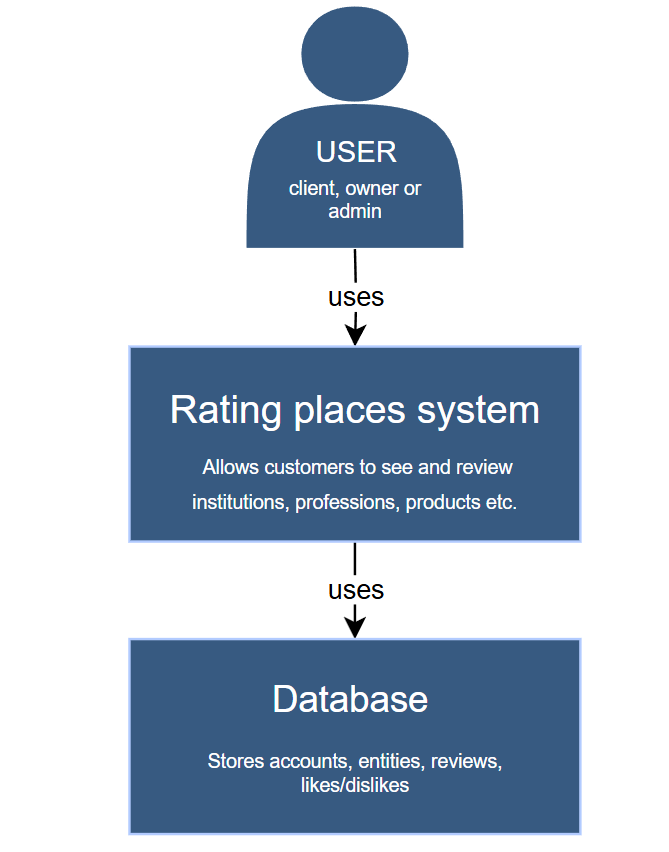 USER
client, owner or
admin
uses
Rating places system
Allows customers to see and review
institutions, professions, products etc.
uses
Database
Stores accounts, entities, reviews,
likes/dislikes